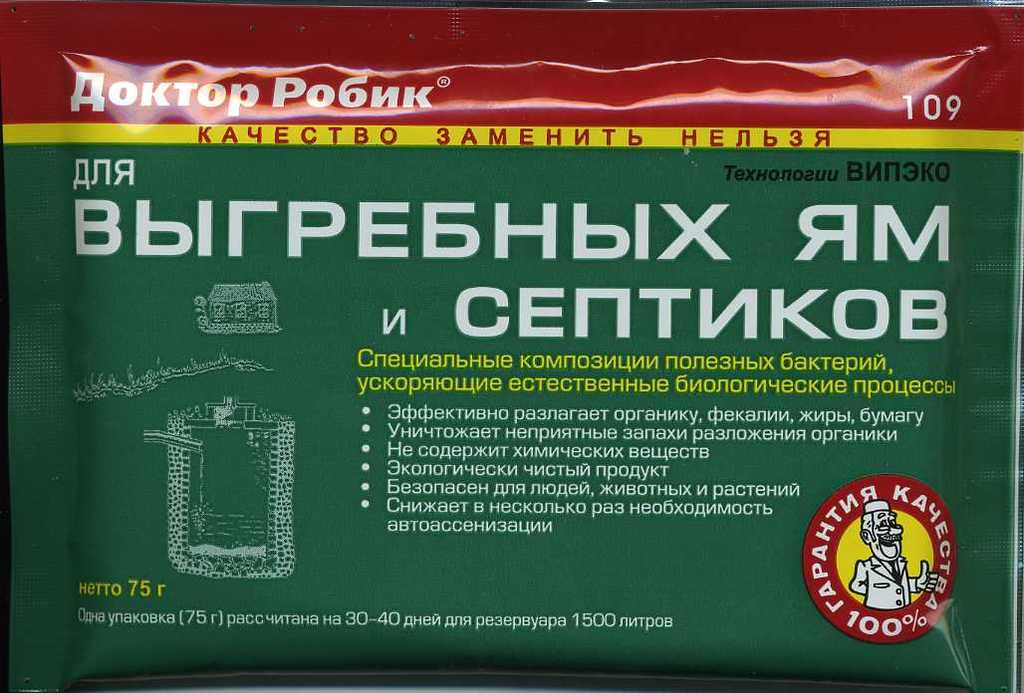 Доктор Робик®
109
КАЧЕСТВО ЗАМЕНИТЬ НЕЛЬЗЯ
для
Технологии ВИПЭКО
ВЫГРЕБНЫХ ЯМ
и СЕПТИКОВ
Специальные композиции полезных бактерий,
ускоряющие естественные биологические процессы
• Эффективно разлагает органику, фекалии, жиры, бумагу
• Уничтожает неприятные запахи разложения органики
• Не содержит химических веществ
• Экологически чистый продукт
• Безопасен для людей, животных и растений
• Снижает в несколько раз необходимость
автоассенизации
ГАРАНТИЯ КАЧЕСТВА
100%
нетто 75 г
Одна упаковка (75 г) рассчитана на 30–40 дней для резервуара 1500 литров